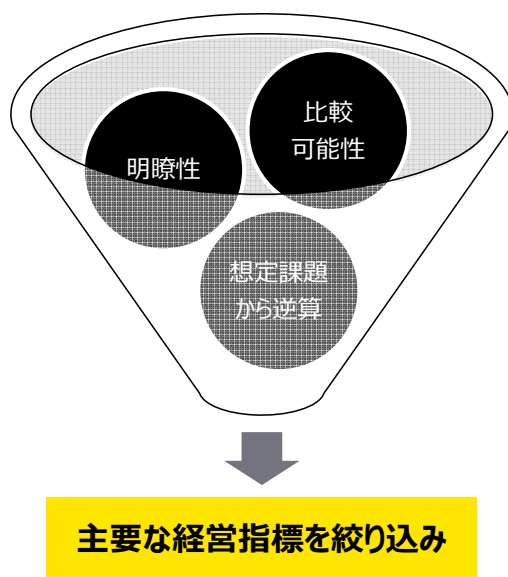 比較
可能性
明瞭性
想定課題
から逆算
主要な経営指標を絞り込み